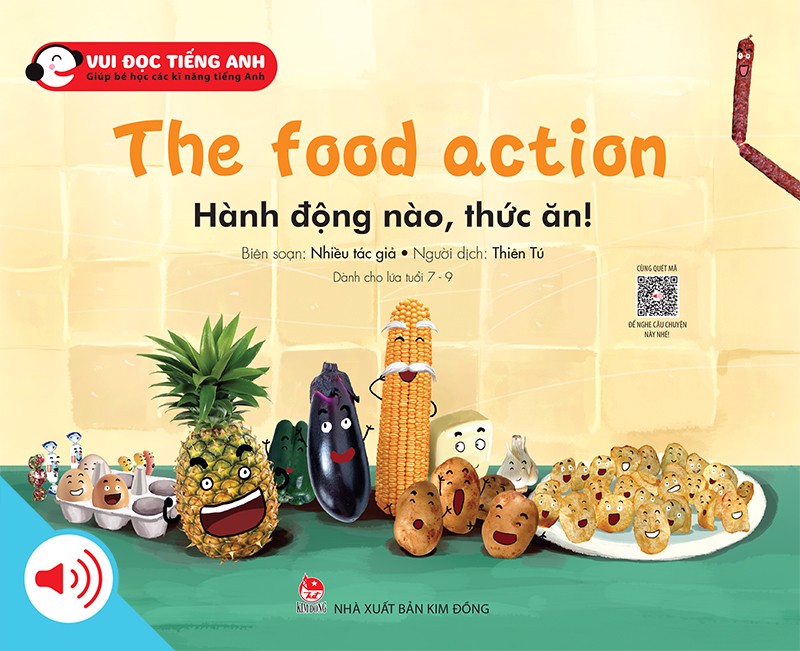 VUI ĐỌC TIẾNG ANH
Giúp bé học các kĩ năng tiếng Anh
The food action
Hành động nào, thức ăn!
Biên soạn: Nhiều tác giả • Người dịch: Thiên Tú
Dành cho lứa tuổi 7 - 9
CÙNG QUÉT MÃ
ĐỂ NGHE CÂU CHUYỆN
NÀY NHÉ!
KIM ĐỒNG
NHÀ XUẤT BẢN KIM ĐỒNG